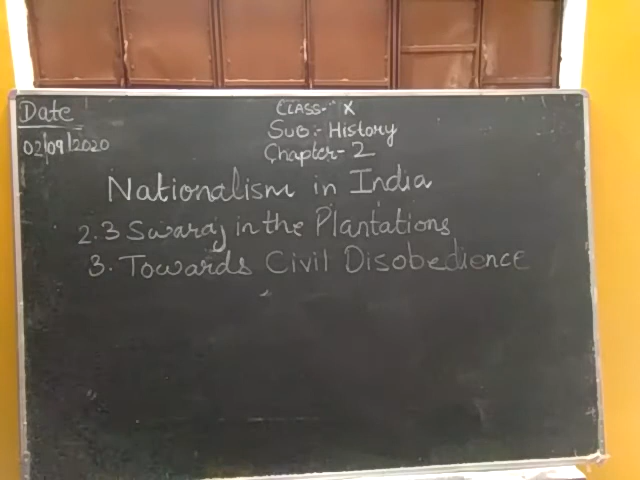 Date
02/09/2020
CLASS:- X
Sub:- History
Chapter- 2
Nationalism in India
2.3 Swaraj in the Plantations
3. Towards Civil Disobedience